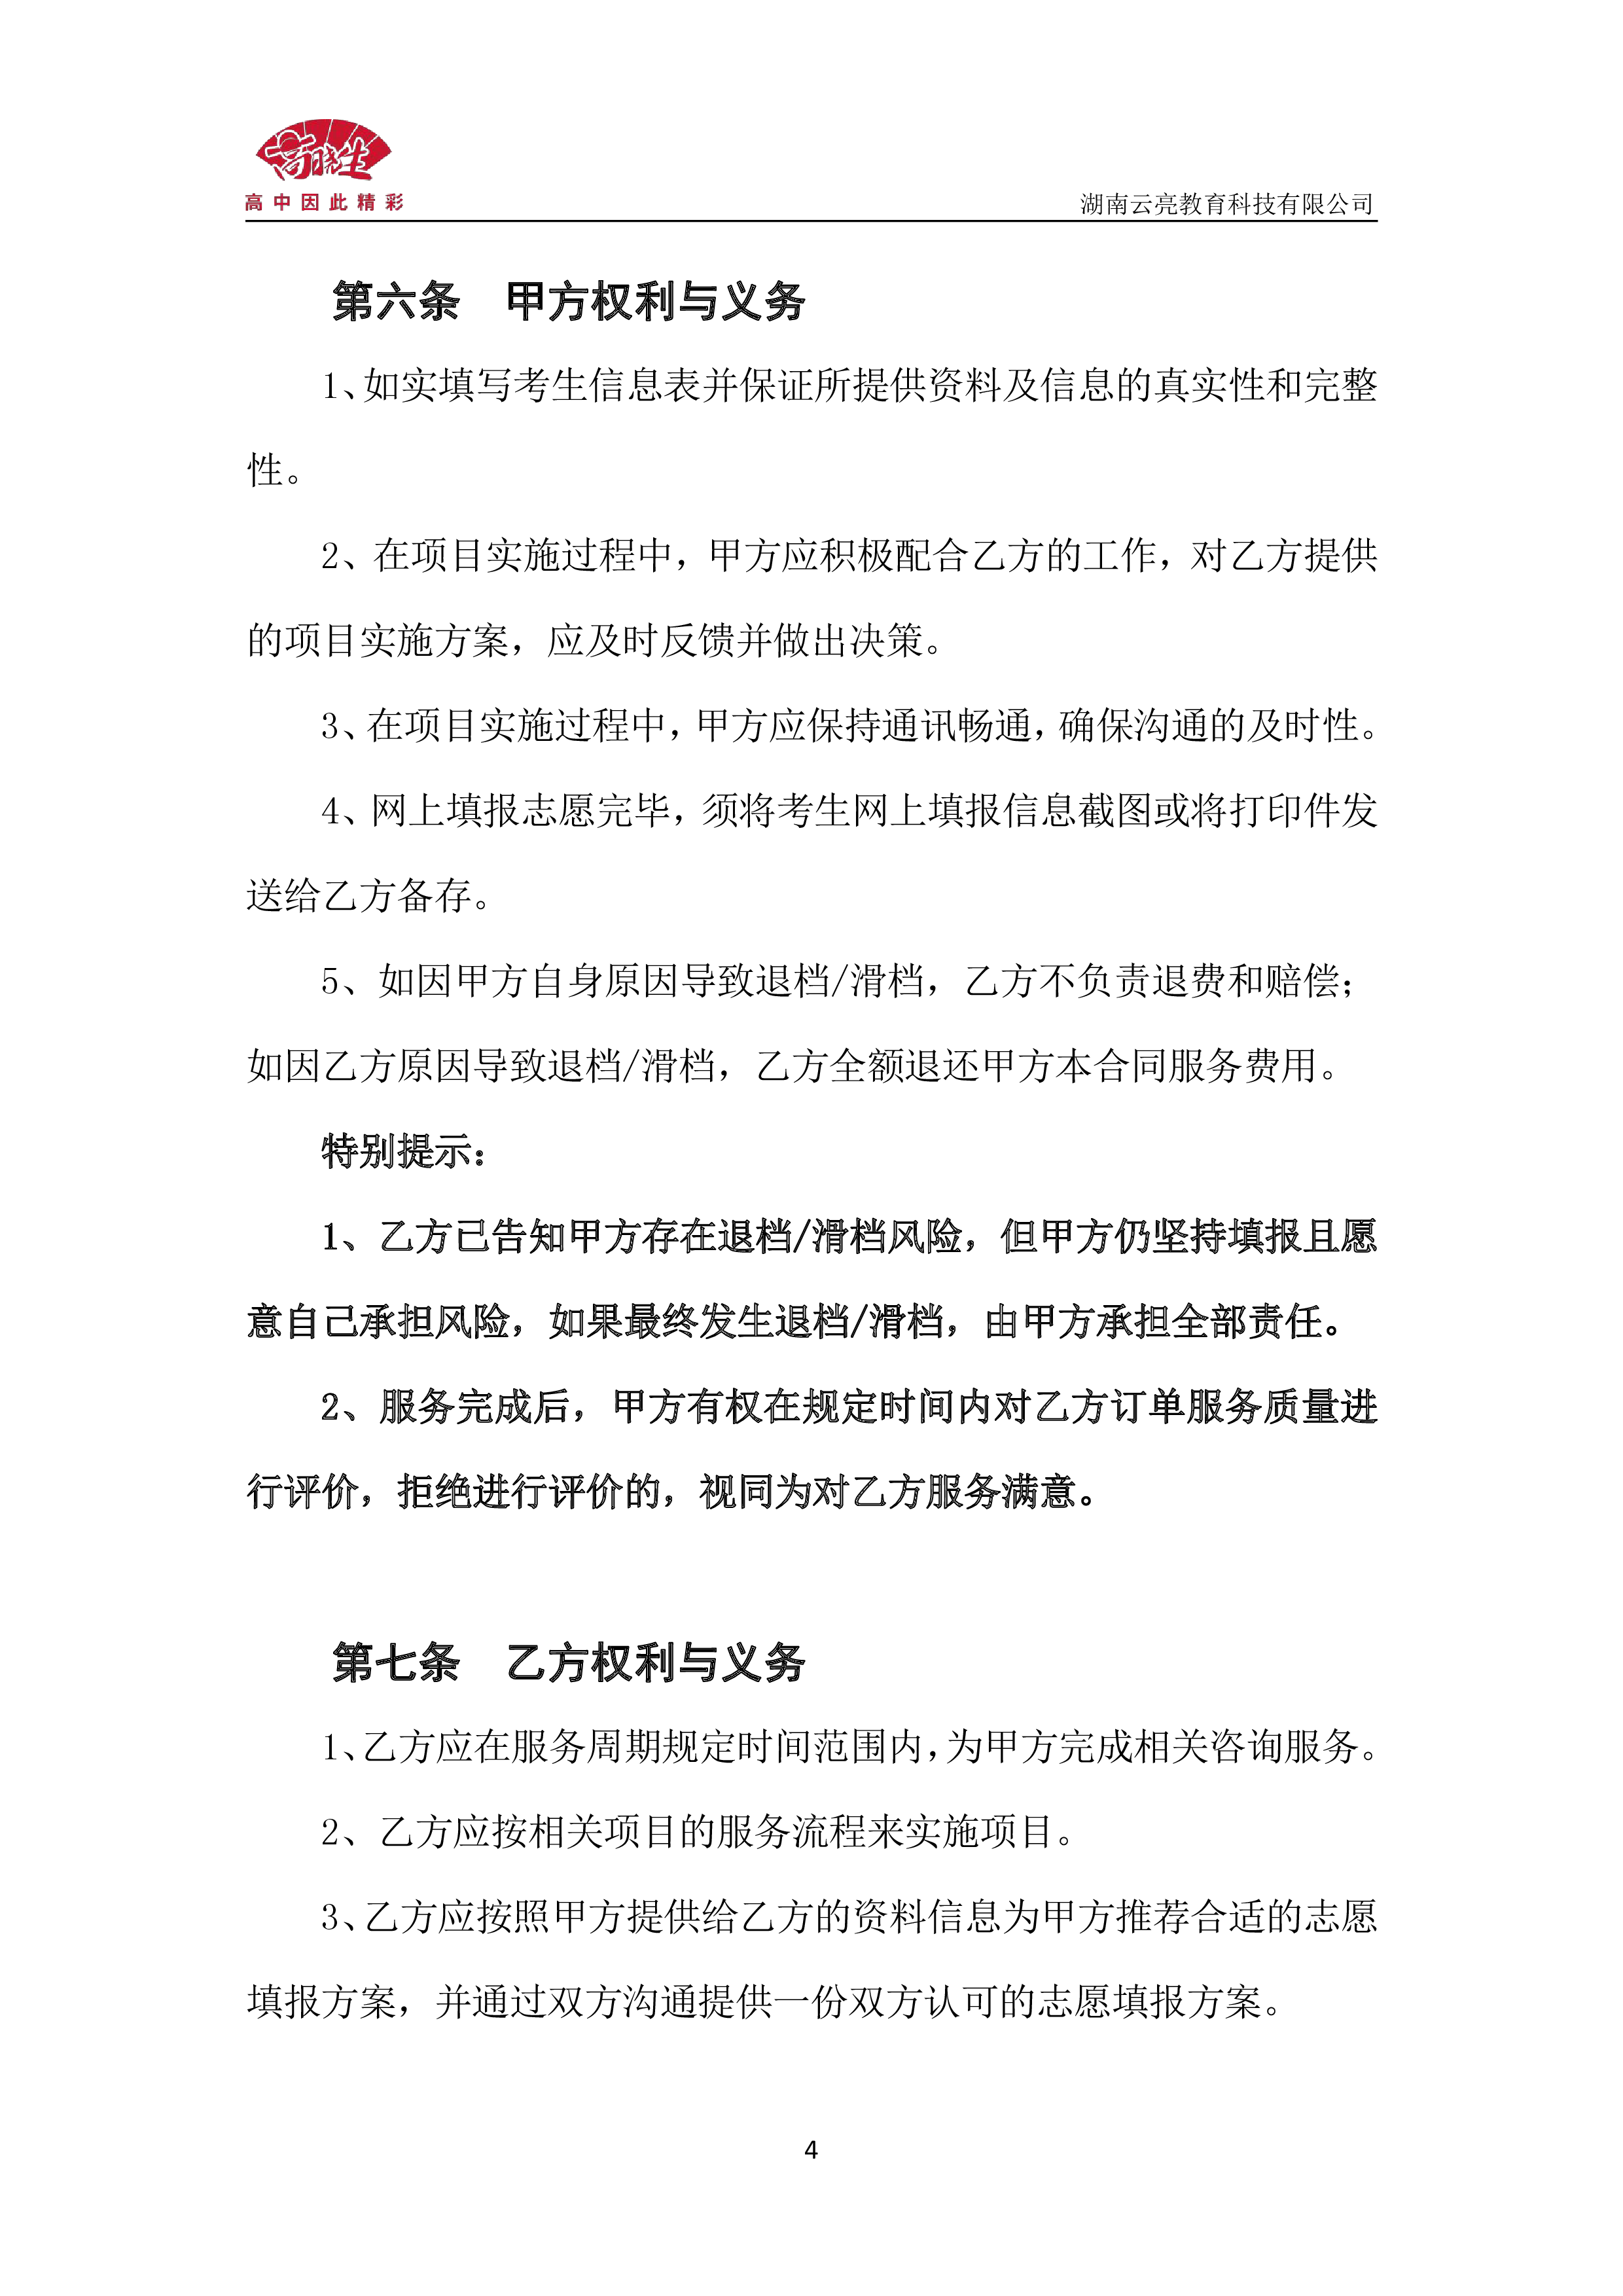 高晓生
高中因此精彩
湖南云亮教育科技有限公司
第六条　甲方权利与义务
1、如实填写考生信息表并保证所提供资料及信息的真实性和完整
性。
2、在项目实施过程中，甲方应积极配合乙方的工作，对乙方提供
的项目实施方案，应及时反馈并做出决策。
3、在项目实施过程中，甲方应保持通讯畅通，确保沟通的及时性。
4、网上填报志愿完毕，须将考生网上填报信息截图或将打印件发
送给乙方备存。
5、如因甲方自身原因导致退档/滑档，乙方不负责退费和赔偿；
如因乙方原因导致退档/滑档，乙方全额退还甲方本合同服务费用。
特别提示：
1、乙方已告知甲方存在退档/滑档风险，但甲方仍坚持填报且愿
意自己承担风险，如果最终发生退档/滑档，由甲方承担全部责任。
2、服务完成后，甲方有权在规定时间内对乙方订单服务质量进
行评价，拒绝进行评价的，视同为对乙方服务满意。
第七条　乙方权利与义务
1、乙方应在服务周期规定时间范围内，为甲方完成相关咨询服务。
2、乙方应按相关项目的服务流程来实施项目。
3、乙方应按照甲方提供给乙方的资料信息为甲方推荐合适的志愿
填报方案，并通过双方沟通提供一份双方认可的志愿填报方案。
4